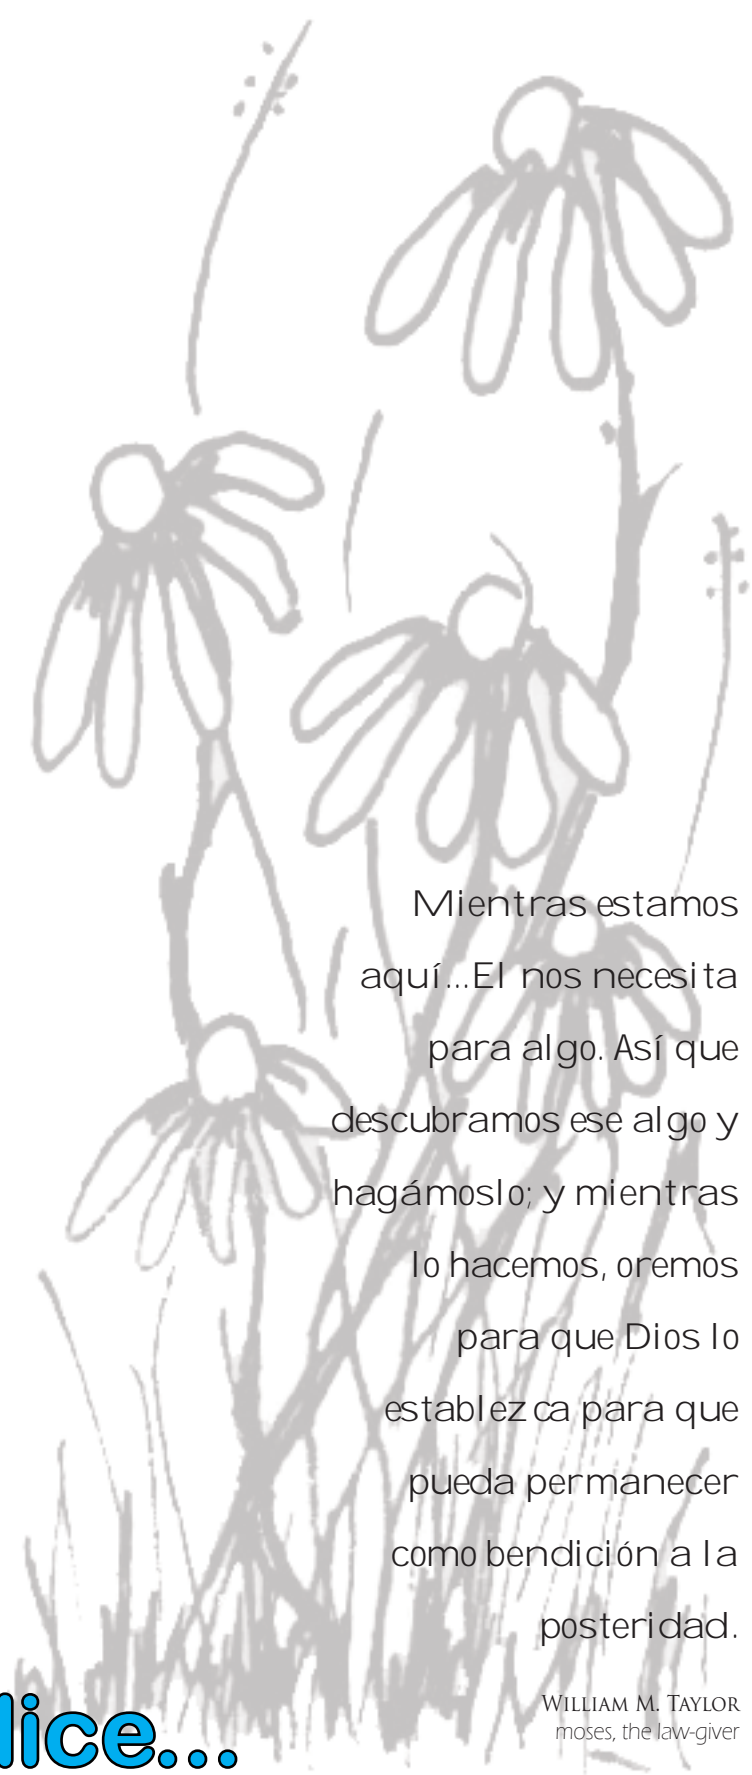 Mientras estamos
aquí...El nos necesita
para algo. Así que
descubramos ese algo y
hagámoslo; y mientras
lo hacemos, oremos
para que Dios lo
establezca para que
pueda permanecer
como bendición a la
posteridad.
WILLIAM M. TAYLOR
moses, the law-giver